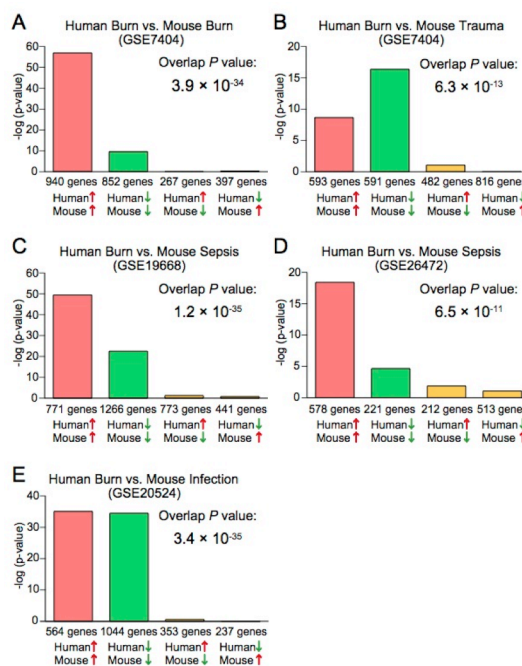 A
Human Burn vs. Mouse Burn
(GSE7404)
Overlap P value:
3.9 × 10-34
-log (p-value)
60
50
40
30
20
10
0
940 genes 852 genes 267 genes 397 genes
Human↑ Human↓ Human↑ Human↓
Mouse↑ Mouse↓ Mouse↓ Mouse↑
B
Human Burn vs. Mouse Trauma
(GSE7404)
Overlap P value:
6.3 × 10-13
-log (p-value)
20
15
10
5
0
593 genes 591 genes 482 genes 816 genes
Human↑ Human↓ Human↑ Human↓
Mouse↑ Mouse↓ Mouse↓ Mouse↑
C
Human Burn vs. Mouse Sepsis
(GSE19668)
Overlap P value:
1.2 × 10-35
-log (p-value)
60
50
40
30
20
10
0
771 genes 1266 genes 773 genes 441 genes
Human↑ Human↓ Human↑ Human↓
Mouse↑ Mouse↓ Mouse↓ Mouse↑
D
Human Burn vs. Mouse Sepsis
(GSE26472)
Overlap P value:
6.5 × 10-11
-log (p-value)
20
15
10
5
0
578 genes 221 genes 212 genes 513 genes
Human↑ Human↓ Human↑ Human↓
Mouse↑ Mouse↓ Mouse↓ Mouse↑
E
Human Burn vs. Mouse Infection
(GSE20524)
Overlap P value:
3.4 × 10-35
-log (p-value)
40
30
20
10
0
564 genes 1044 genes 353 genes 237 genes
Human↑ Human↓ Human↑ Human↓
Mouse↑ Mouse↓ Mouse↓ Mouse↑